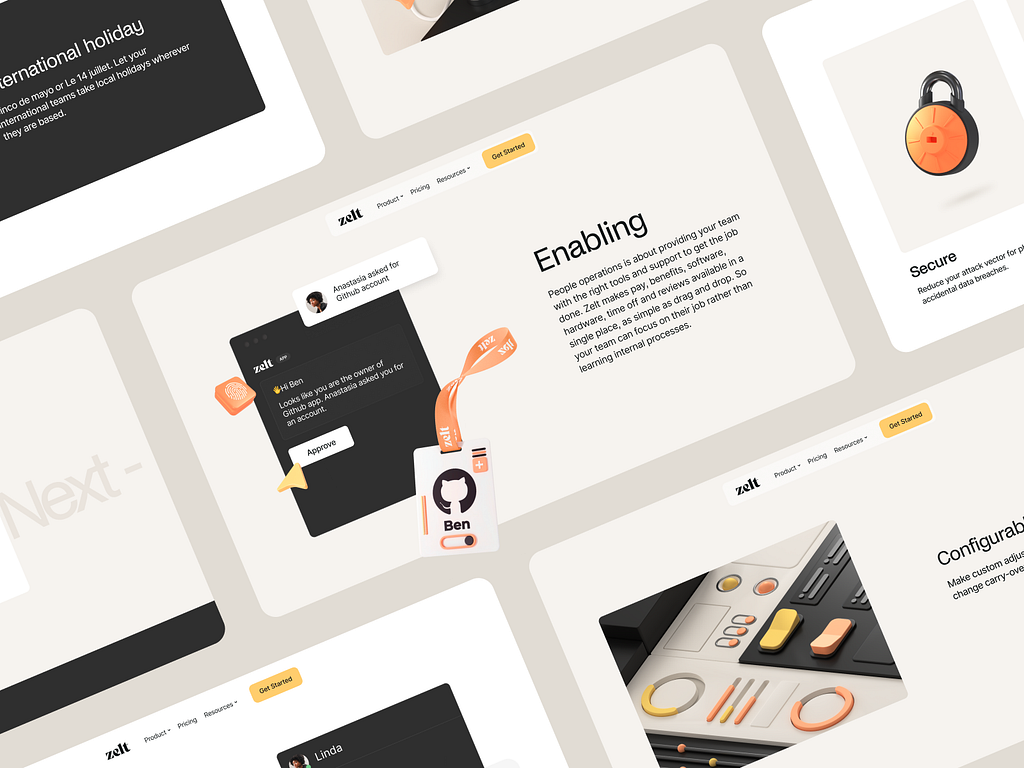 ternational holiday
inco de mayo or Le 14 juillet. Let your
international teams take local holidays wherever
they are based.
zelt
Product
Pricing
Resources
Get Started
Anastasia asked for
Github account
zelt
APP
👋Hi Ben
Looks like you are the owner of
Github app. Anastasia asked you for
an account.
Approve
zelt
zelt
zelt
Ben
Enabling
People operations is about providing your team
with the right tools and support to get the job
done. Zelt makes pay, benefits, software,
hardware, time off and reviews available in a
single place, as simple as drag and drop. So
your team can focus on their job rather than
learning internal processes.
Secure
Reduce your attack vector for
accidental data breaches.
Next -
zelt
Product
Pricing
Resources
Get Started
Configurabl
Make custom adjus
change carry-ove
zelt
Product
Pricing
Resources
Get Started
Linda